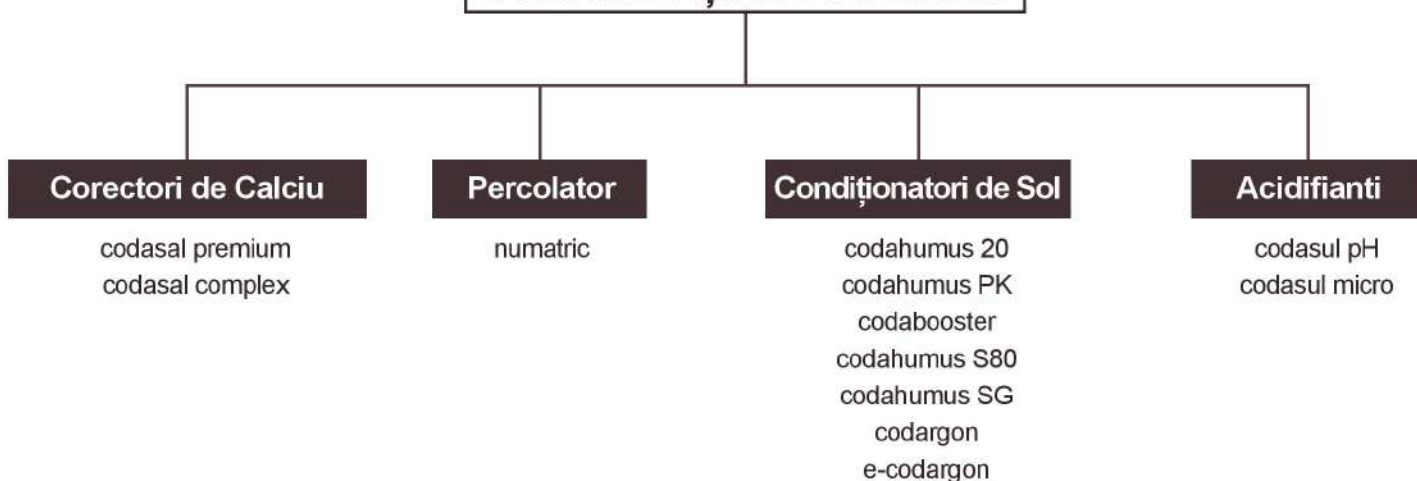 Corectori de Calciu
codasal premium
codasal complex
Percolator
numatric
Condiționatori de Sol
codahumus 20
codahumus PK
codabooster
codahumus S80
codahumus SG
codargon
e-codargon
Acidifianti
codasul pH
codasul micro